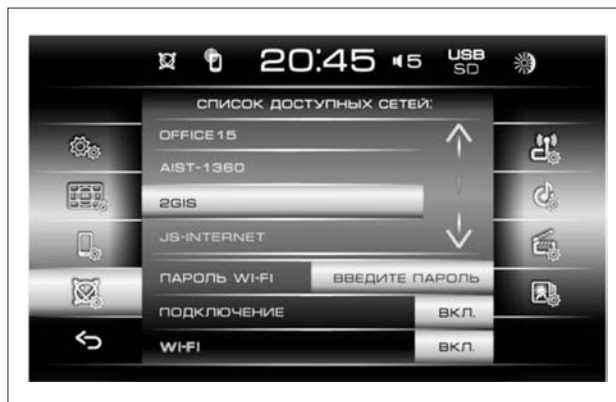 20:45 5 USB SD
СПИСОК ДОСТУПНЫХ СЕТЕЙ:
OFFICE15
AIST-1360
2GIS
JS-INTERNET
ПАРОЛЬ WI-FI ВВЕДИТЕ ПАРОЛЬ
ПОДКЛЮЧЕНИЕ ВКЛ.
WI-FI ВКЛ.